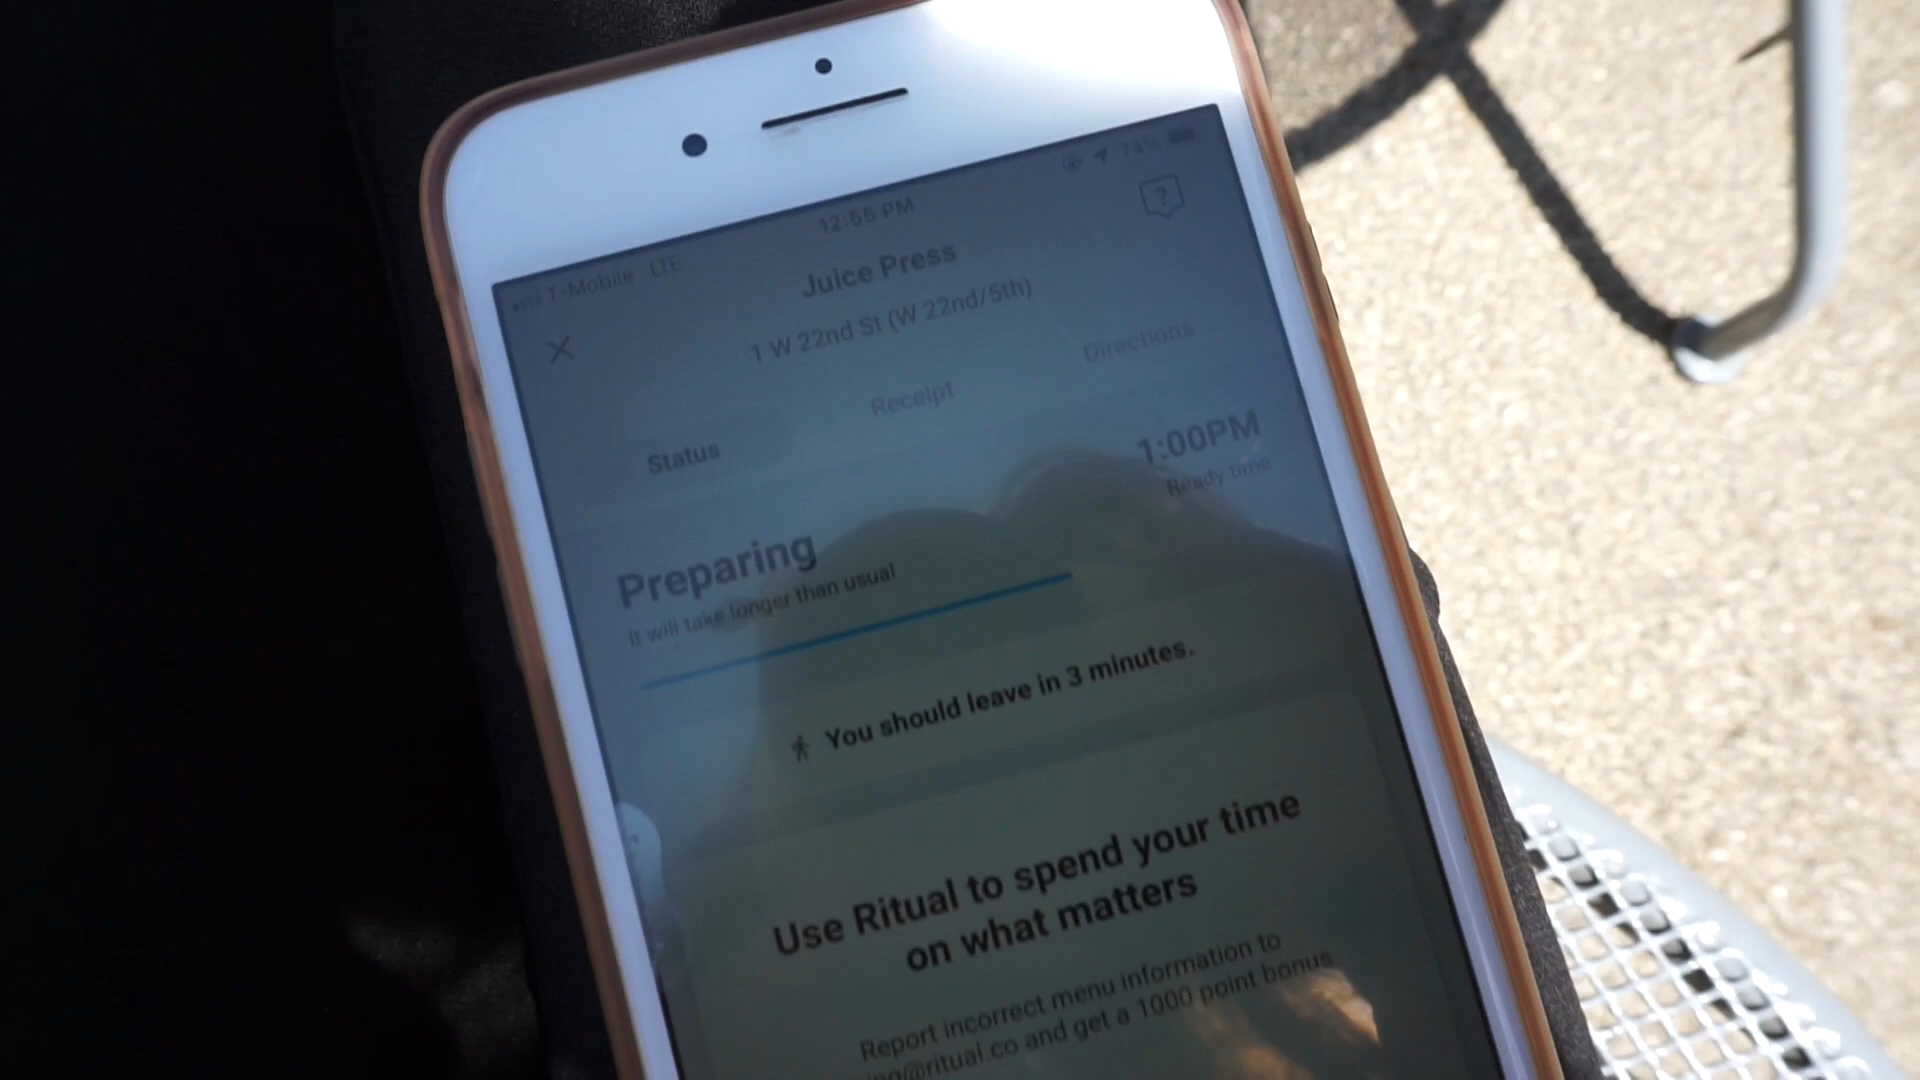 T-Mobile LTE 12:55 PM 74%
Juice Press
1 W 22nd St (W 22nd/5th)
Status Receipt Directions
Preparing 1:00PM
It will take longer than usual Ready time
You should leave in 3 minutes.
Use Ritual to spend your time
on what matters
Report incorrect menu information to
@ritual.co and get a 1000 point bonus